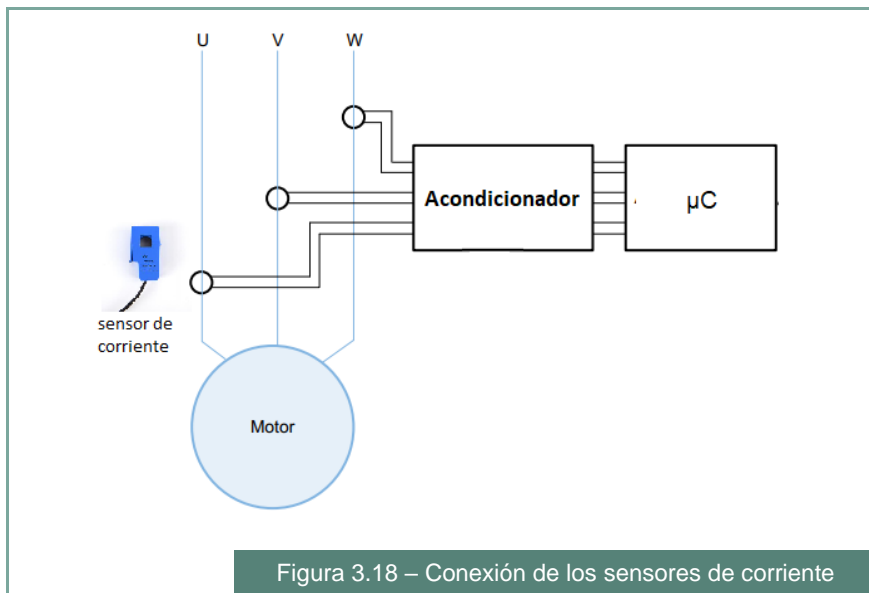 U V W
Acondicionador
µC
sensor de
corriente
Motor
Figura 3.18 – Conexión de los sensores de corriente